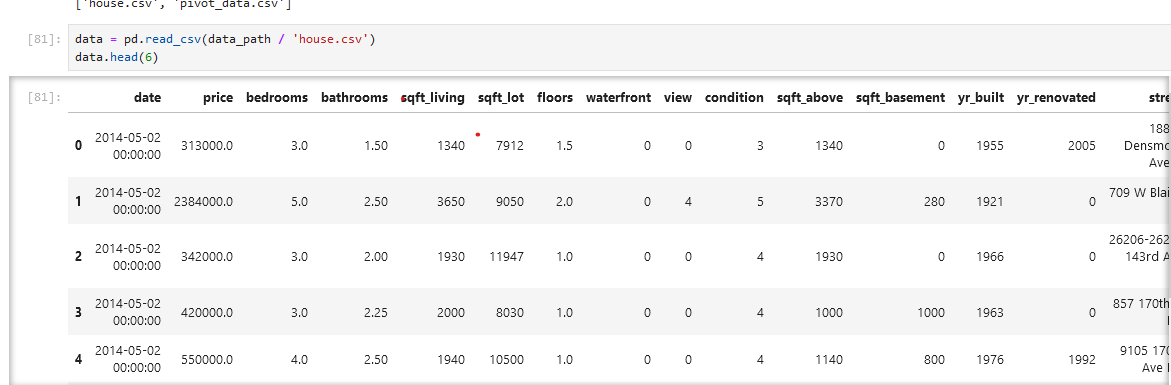 ['house.csv', 'pivot_data.csv']
[81]: data = pd.read_csv(data_path / 'house.csv')
data.head(6)
[81]: date price bedrooms bathrooms sqft_living sqft_lot floors waterfront view condition sqft_above sqft_basement yr_built yr_renovated stre
0 2014-05-02 00:00:00 313000.0 3.0 1.50 1340 7912 1.5 0 0 3 1340 0 1955 2005 188 Densmo Ave
1 2014-05-02 00:00:00 2384000.0 5.0 2.50 3650 9050 2.0 0 4 5 3370 280 1921 0 709 W Blai
2 2014-05-02 00:00:00 342000.0 3.0 2.00 1930 11947 1.0 0 0 4 1930 0 1966 0 26206-262 143rd A
3 2014-05-02 00:00:00 420000.0 3.0 2.25 2000 8030 1.0 0 0 4 1000 1000 1963 0 857 170th
4 2014-05-02 00:00:00 550000.0 4.0 2.50 1940 10500 1.0 0 0 4 1140 800 1976 1992 9105 170 Ave